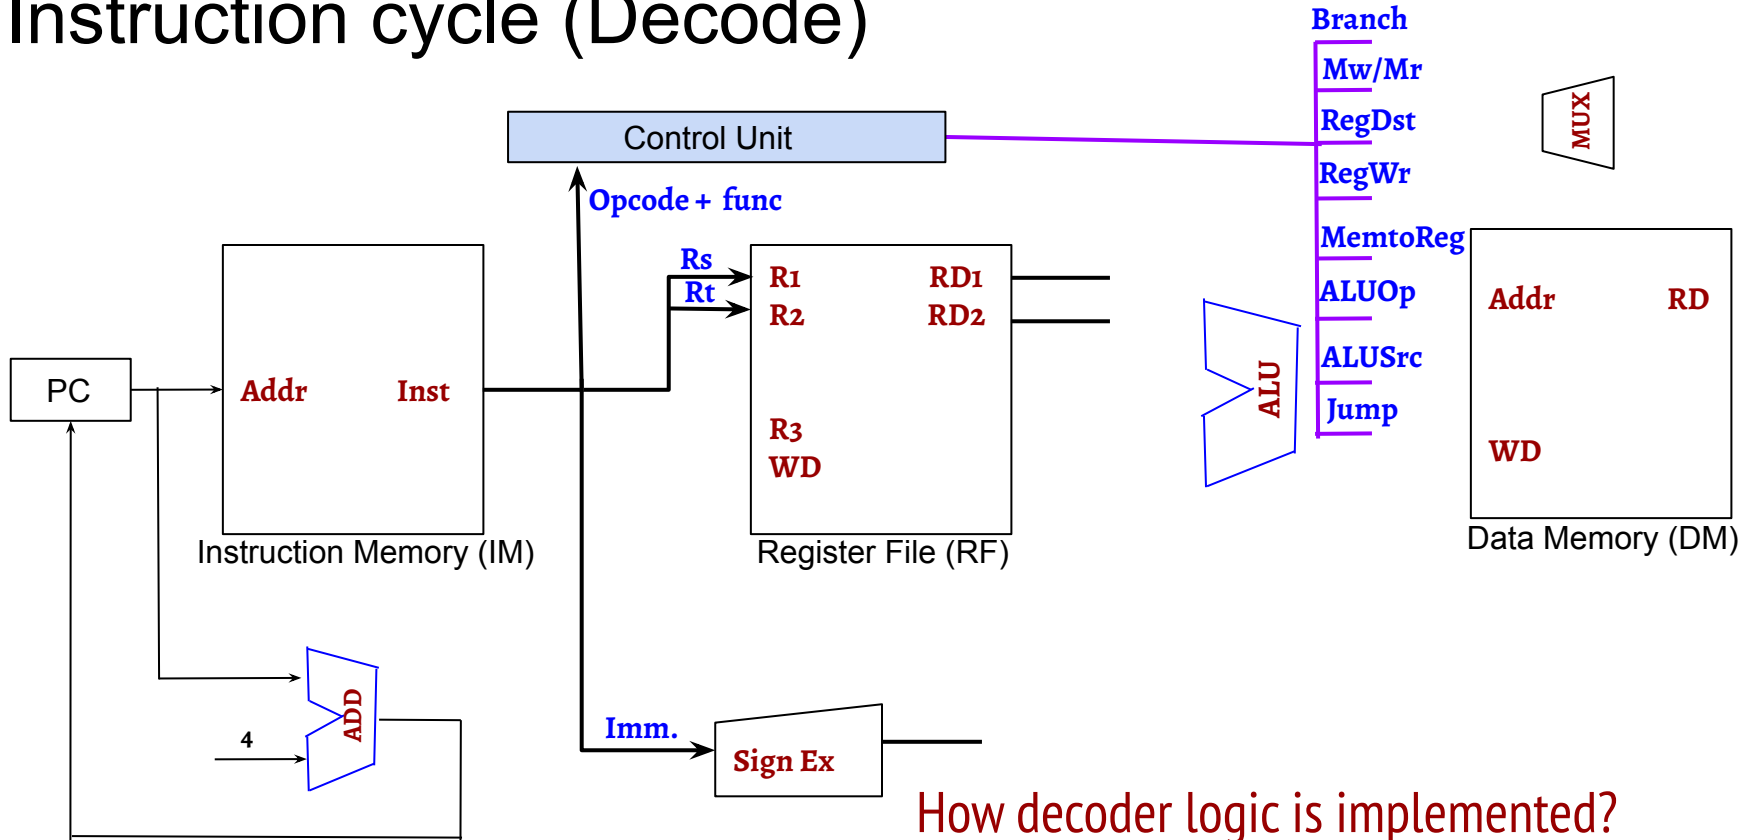 Instruction cycle (Decode)
Branch
Mw/Mr
RegDst
RegWr
MemtoReg
ALUOp
ALUSrc
Jump
MUX
Control Unit
Opcode + func
Rs
Rt
R1
R2
R3
WD
RD1
RD2
Register File (RF)
PC
Addr
Inst
Instruction Memory (IM)
ALU
Addr
RD
WD
Data Memory (DM)
ADD
4
Imm.
Sign Ex
How decoder logic is implemented?